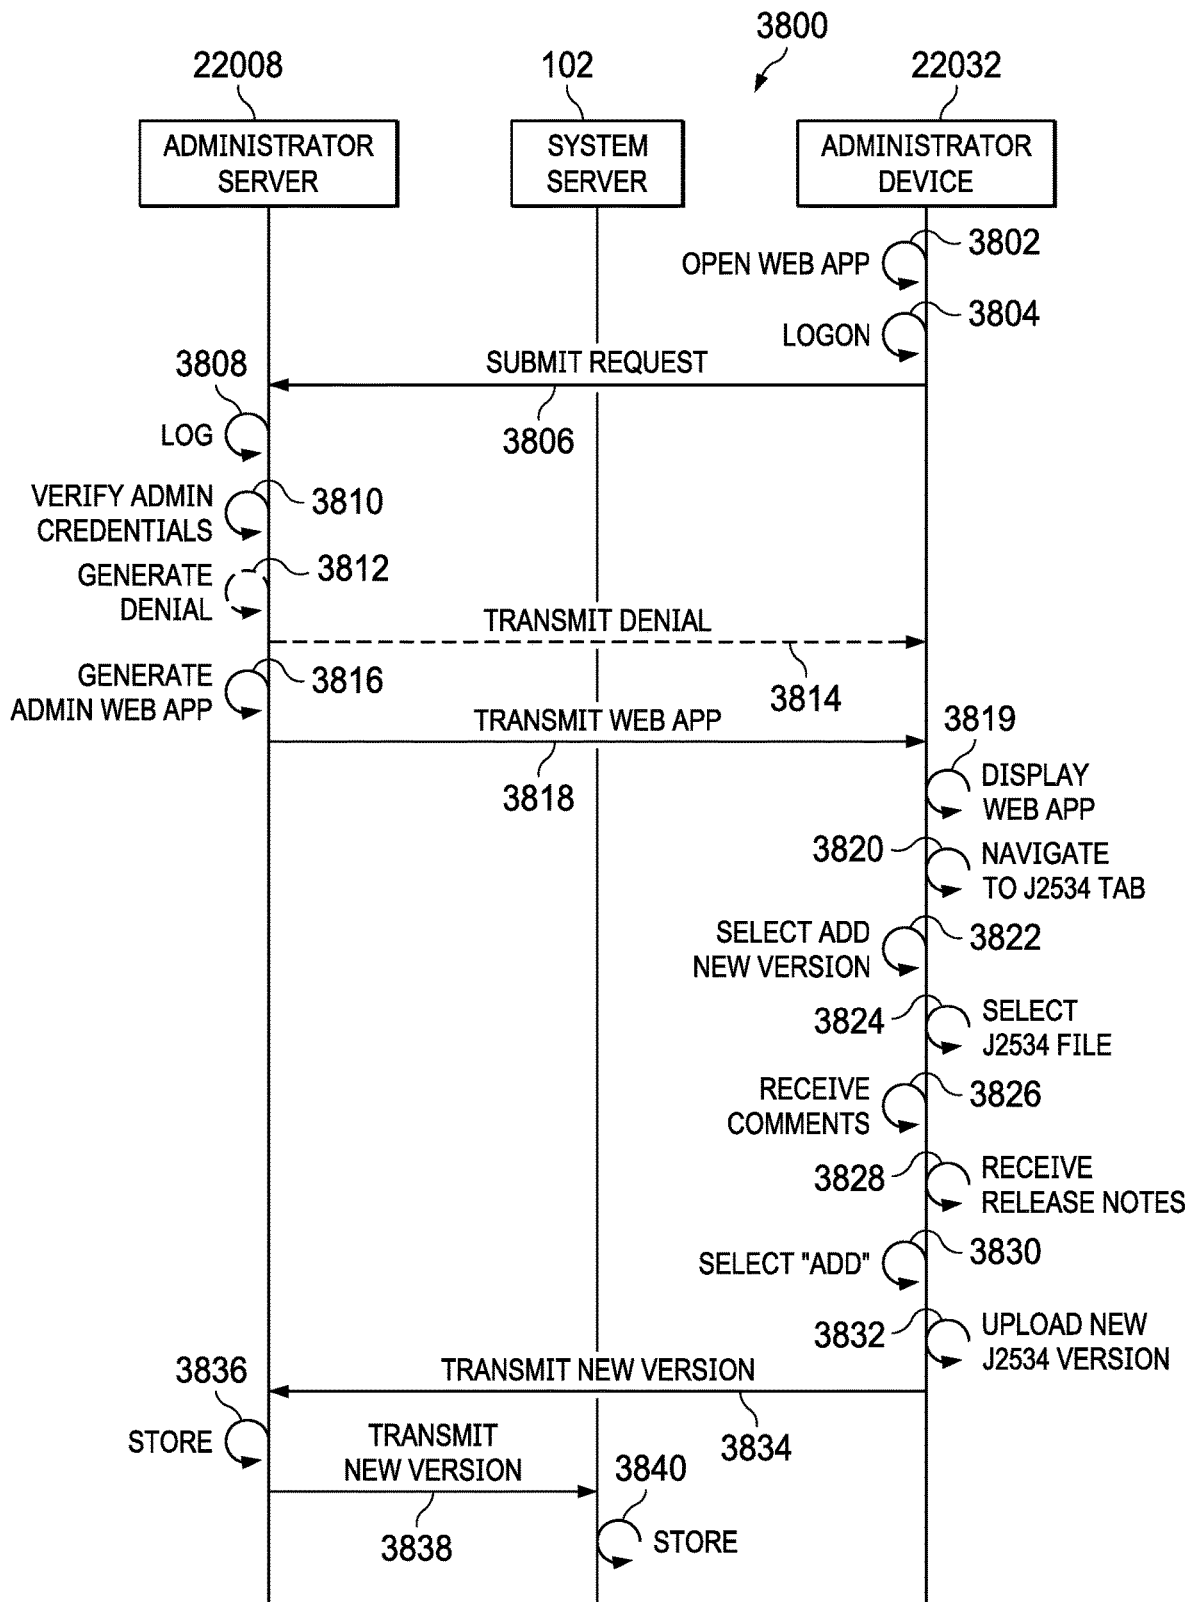 3800
22008
102
22032
ADMINISTRATOR
SERVER
SYSTEM
SERVER
ADMINISTRATOR
DEVICE
3802
OPEN WEB APP
3804
LOGON
SUBMIT REQUEST
3806
3808
LOG
VERIFY ADMIN
CREDENTIALS
3810
GENERATE
DENIAL
3812
TRANSMIT DENIAL
3814
GENERATE
ADMIN WEB APP
3816
TRANSMIT WEB APP
3818
3819
DISPLAY
WEB APP
3820
NAVIGATE
TO J2534 TAB
SELECT ADD
NEW VERSION
3822
3824
SELECT
J2534 FILE
RECEIVE
COMMENTS
3826
3828
RECEIVE
RELEASE NOTES
SELECT "ADD"
3830
3832
UPLOAD NEW
J2534 VERSION
TRANSMIT NEW VERSION
3834
3836
STORE
TRANSMIT
NEW VERSION
3838
3840
STORE